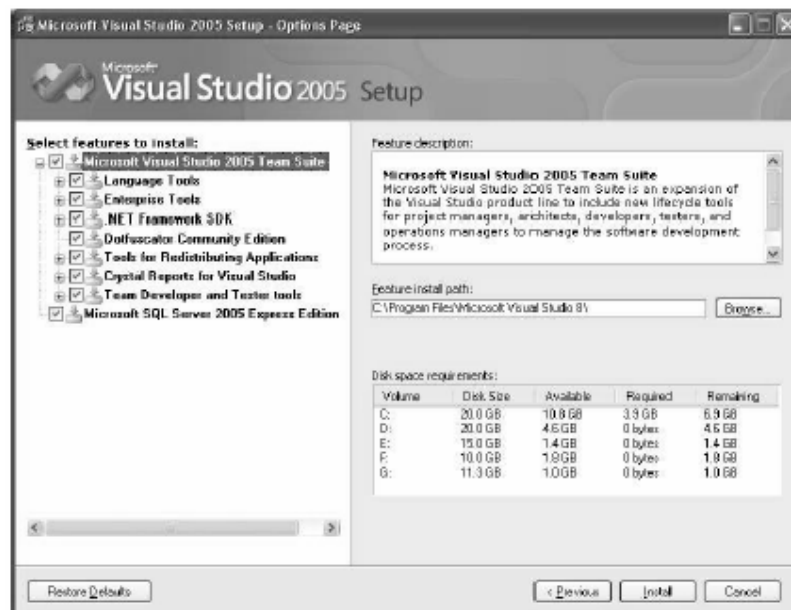 Microsoft Visual Studio 2005 Setup - Options Page
Microsoft
Visual Studio 2005 Setup
Select features to install:
Microsoft Visual Studio 2005 Team Suite
Language Tools
Enterprise Tools
.NET Framework SDK
Dotfuscator Community Edition
Tools for Redistributing Applications
Crystal Reports for Visual Studio
Team Developer and Tester tools
Microsoft SQL Server 2005 Express Edition
Feature description:
Microsoft Visual Studio 2005 Team Suite
Microsoft Visual Studio 2005 Team Suite is an expansion of
the Visual Studio product line to include new lifecycle tools
for project managers, architects, developers, testers, and
operations managers to manage the software development
process.
Feature install path:
C:\Program Files\Microsoft Visual Studio 8\
Browse...
Disk space requirements:
Volume Disk Size Available Required Remaining
C: 20.0 GB 10.8 GB 3.9 GB 6.9 GB
D: 20.0 GB 4.6 GB 0 bytes 4.6 GB
E: 15.0 GB 1.4 GB 0 bytes 1.4 GB
F: 10.0 GB 1.8 GB 0 bytes 1.8 GB
G: 11.3 GB 1.0 GB 0 bytes 1.0 GB
Restore Defaults
< Previous
Install
Cancel